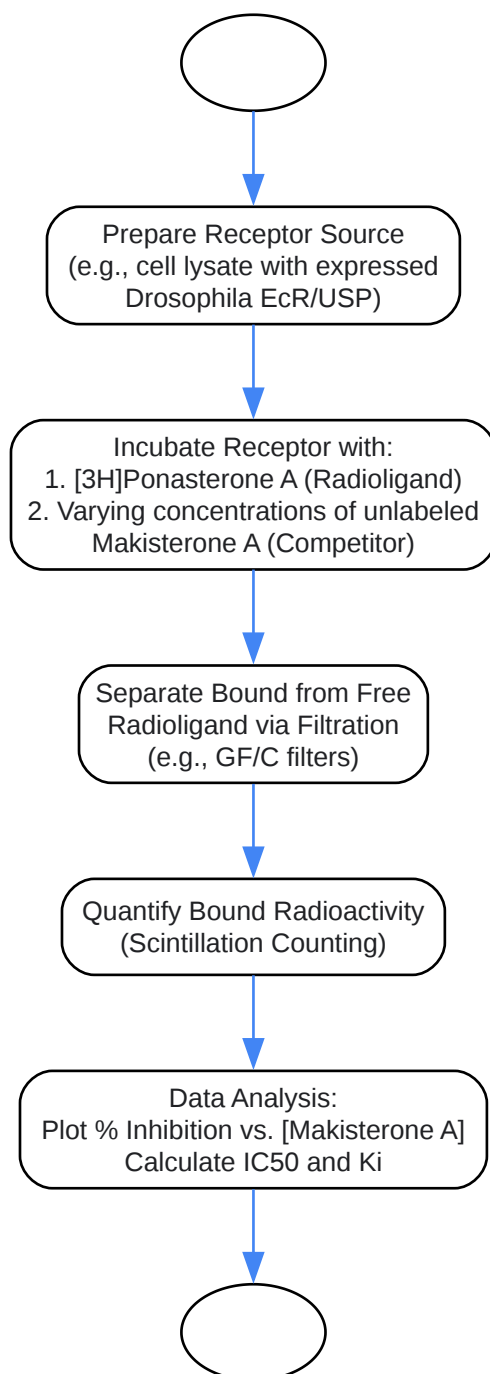 Prepare Receptor Source
(e.g., cell lysate with expressed
Drosophila EcR/USP)
Incubate Receptor with:
1. [3H]Ponasterone A (Radioligand)
2. Varying concentrations of unlabeled
Makisterone A (Competitor)
Separate Bound from Free
Radioligand via Filtration
(e.g., GF/C filters)
Quantify Bound Radioactivity
(Scintillation Counting)
Data Analysis:
Plot % Inhibition vs. [Makisterone A]
Calculate IC50 and Ki